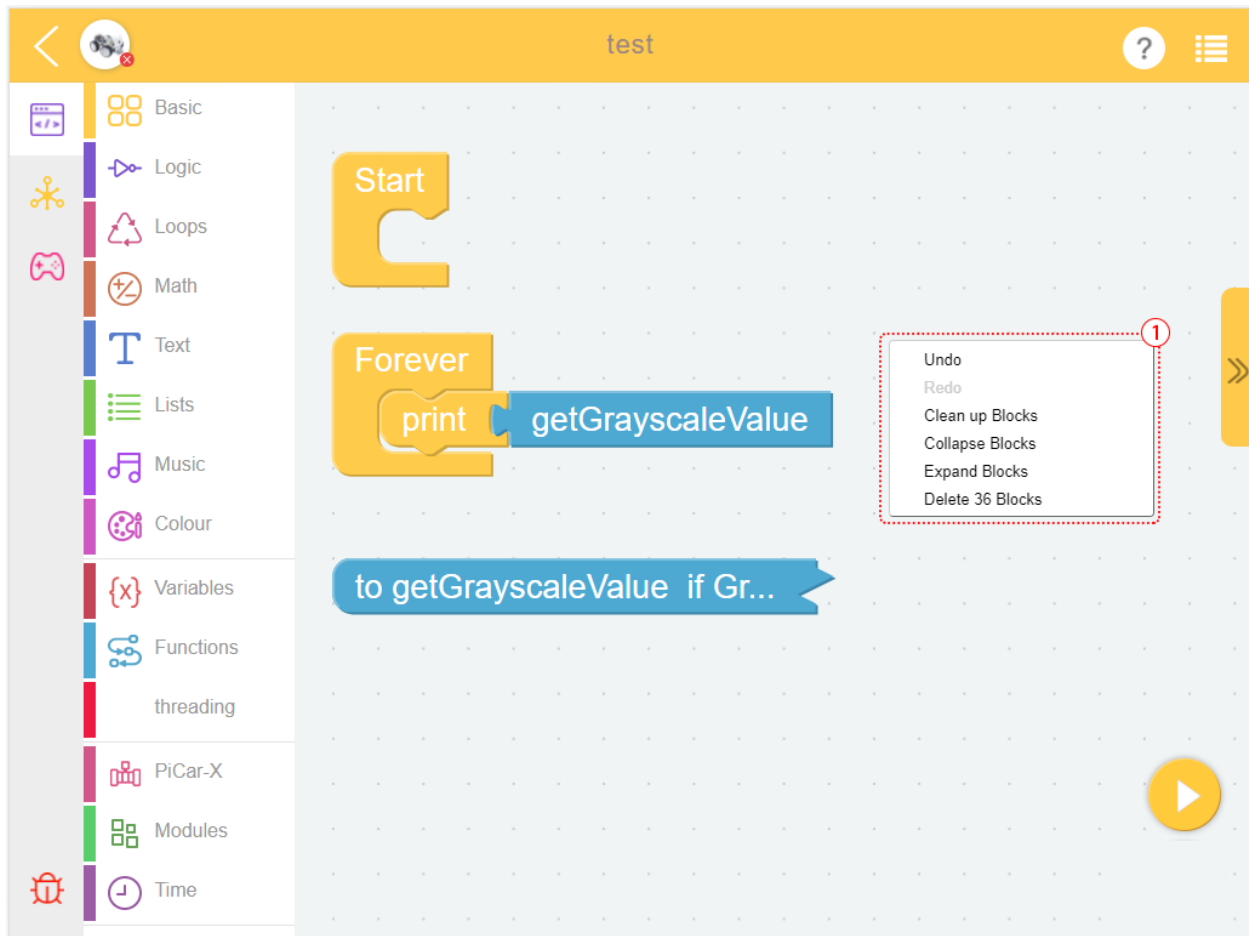 test
?
Basic
Logic
Loops
Math
Text
Lists
Music
Colour
Variables
Functions
threading
PiCar-X
Modules
Time
Start
Forever
print getGrayscaleValue
to getGrayscaleValue if Gr...
1
Undo
Redo
Clean up Blocks
Collapse Blocks
Expand Blocks
Delete 36 Blocks